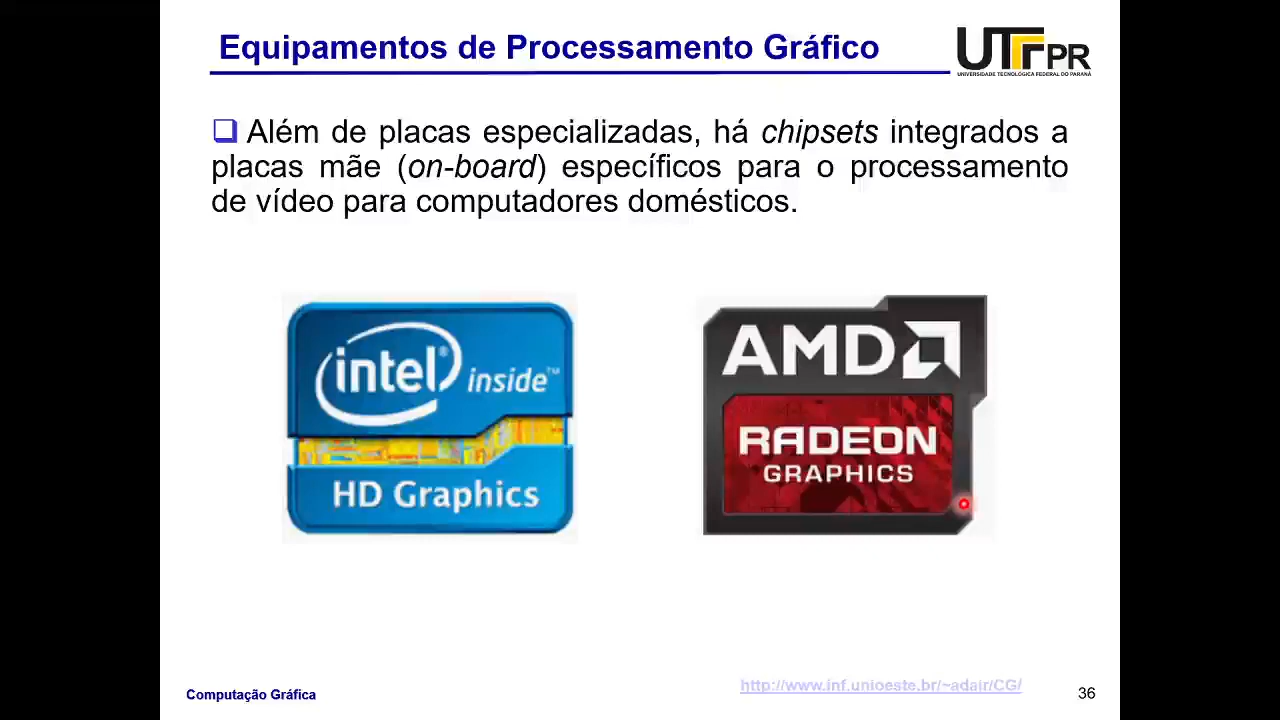 Equipamentos de Processamento Gráfico
UTFPR
UNIVERSIDADE TECNOLÓGICA FEDERAL DO PARANÁ
Além de placas especializadas, há chipsets integrados a
placas mãe (on-board) específicos para o processamento
de vídeo para computadores domésticos.
intel® inside™
HD Graphics
AMD
RADEON
GRAPHICS
Computação Gráfica
http://www.inf.unioeste.br/~adair/CG/
36